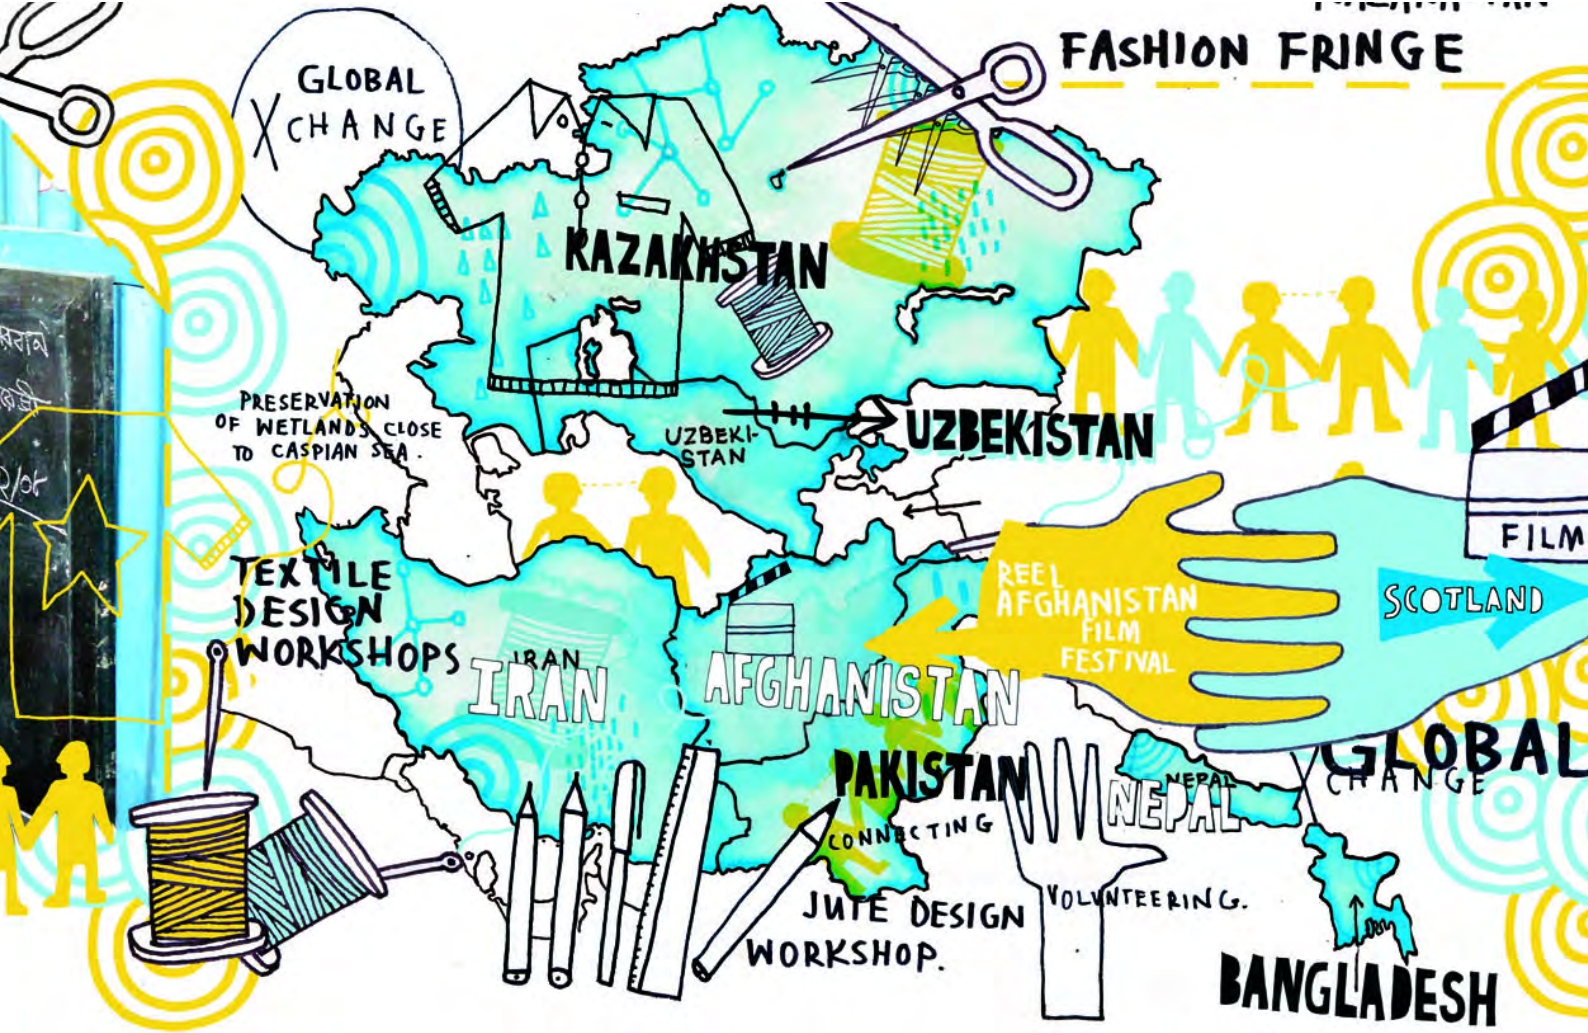 FASHION FRINGE
GLOBAL
XCHANGE
KAZAKHSTAN
PRESERVATION
OF WETLANDS CLOSE
TO CASPIAN SEA.
UZBEKI-
STAN
UZBEKISTAN
FILM
TEXTILE
DESIGN
WORKSHOPS
IRAN
IRAN
AFGHANISTAN
REEL
AFGHANISTAN
FILM
FESTIVAL
SCOTLAND
PAKISTAN
CONNECTING
NEPAL
NEPAL
GLOBAL
XCHANGE
VOLUNTEERING.
JUTE DESIGN
WORKSHOP.
BANGLADESH